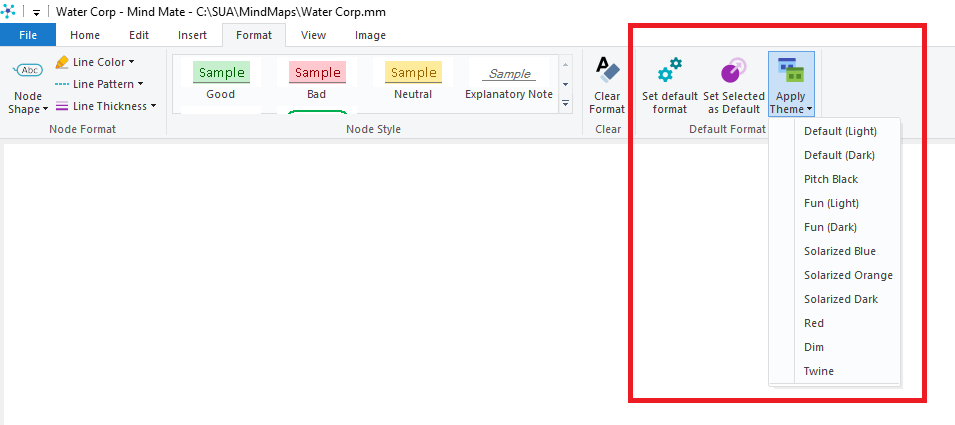 Water Corp - Mind Mate - C:\SUA\MindMaps\Water Corp.mm
File Home Edit Insert Format View Image
Abc
Node Shape
Line Color
Line Pattern
Line Thickness
Node Format
Sample
Good
Sample
Bad
Sample
Neutral
Sample
Explanatory Note
Node Style
A
Clear
Format
Clear
Set default
format
Set Selected
as Default
Apply
Theme
Default Format
Default (Light)
Default (Dark)
Pitch Black
Fun (Light)
Fun (Dark)
Solarized Blue
Solarized Orange
Solarized Dark
Red
Dim
Twine